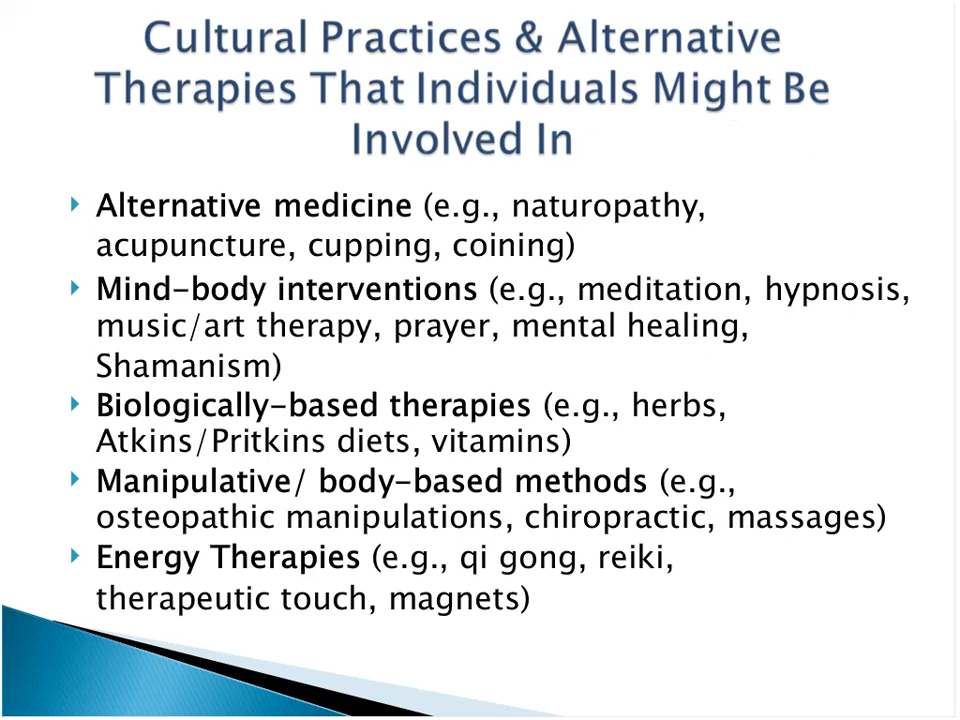 Cultural Practices & Alternative
Therapies That Individuals Might Be
Involved In
Alternative medicine (e.g., naturopathy,
acupuncture, cupping, coining)
Mind-body interventions (e.g., meditation, hypnosis,
music/art therapy, prayer, mental healing,
Shamanism)
Biologically-based therapies (e.g., herbs,
Atkins/Pritkins diets, vitamins)
Manipulative/ body-based methods (e.g.,
osteopathic manipulations, chiropractic, massages)
Energy Therapies (e.g., qi gong, reiki,
therapeutic touch, magnets)